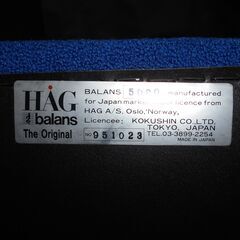 HÅG
balans
The Original
BALANS 5000 manufactured
for Japan market under licence from
HAG A/S, Oslo, Norway,
Licencee: KOKUSHIN CO.LTD.
TOKYO, JAPAN
NO 951023 TEL.03-3899-2254
MADE IN JAPAN